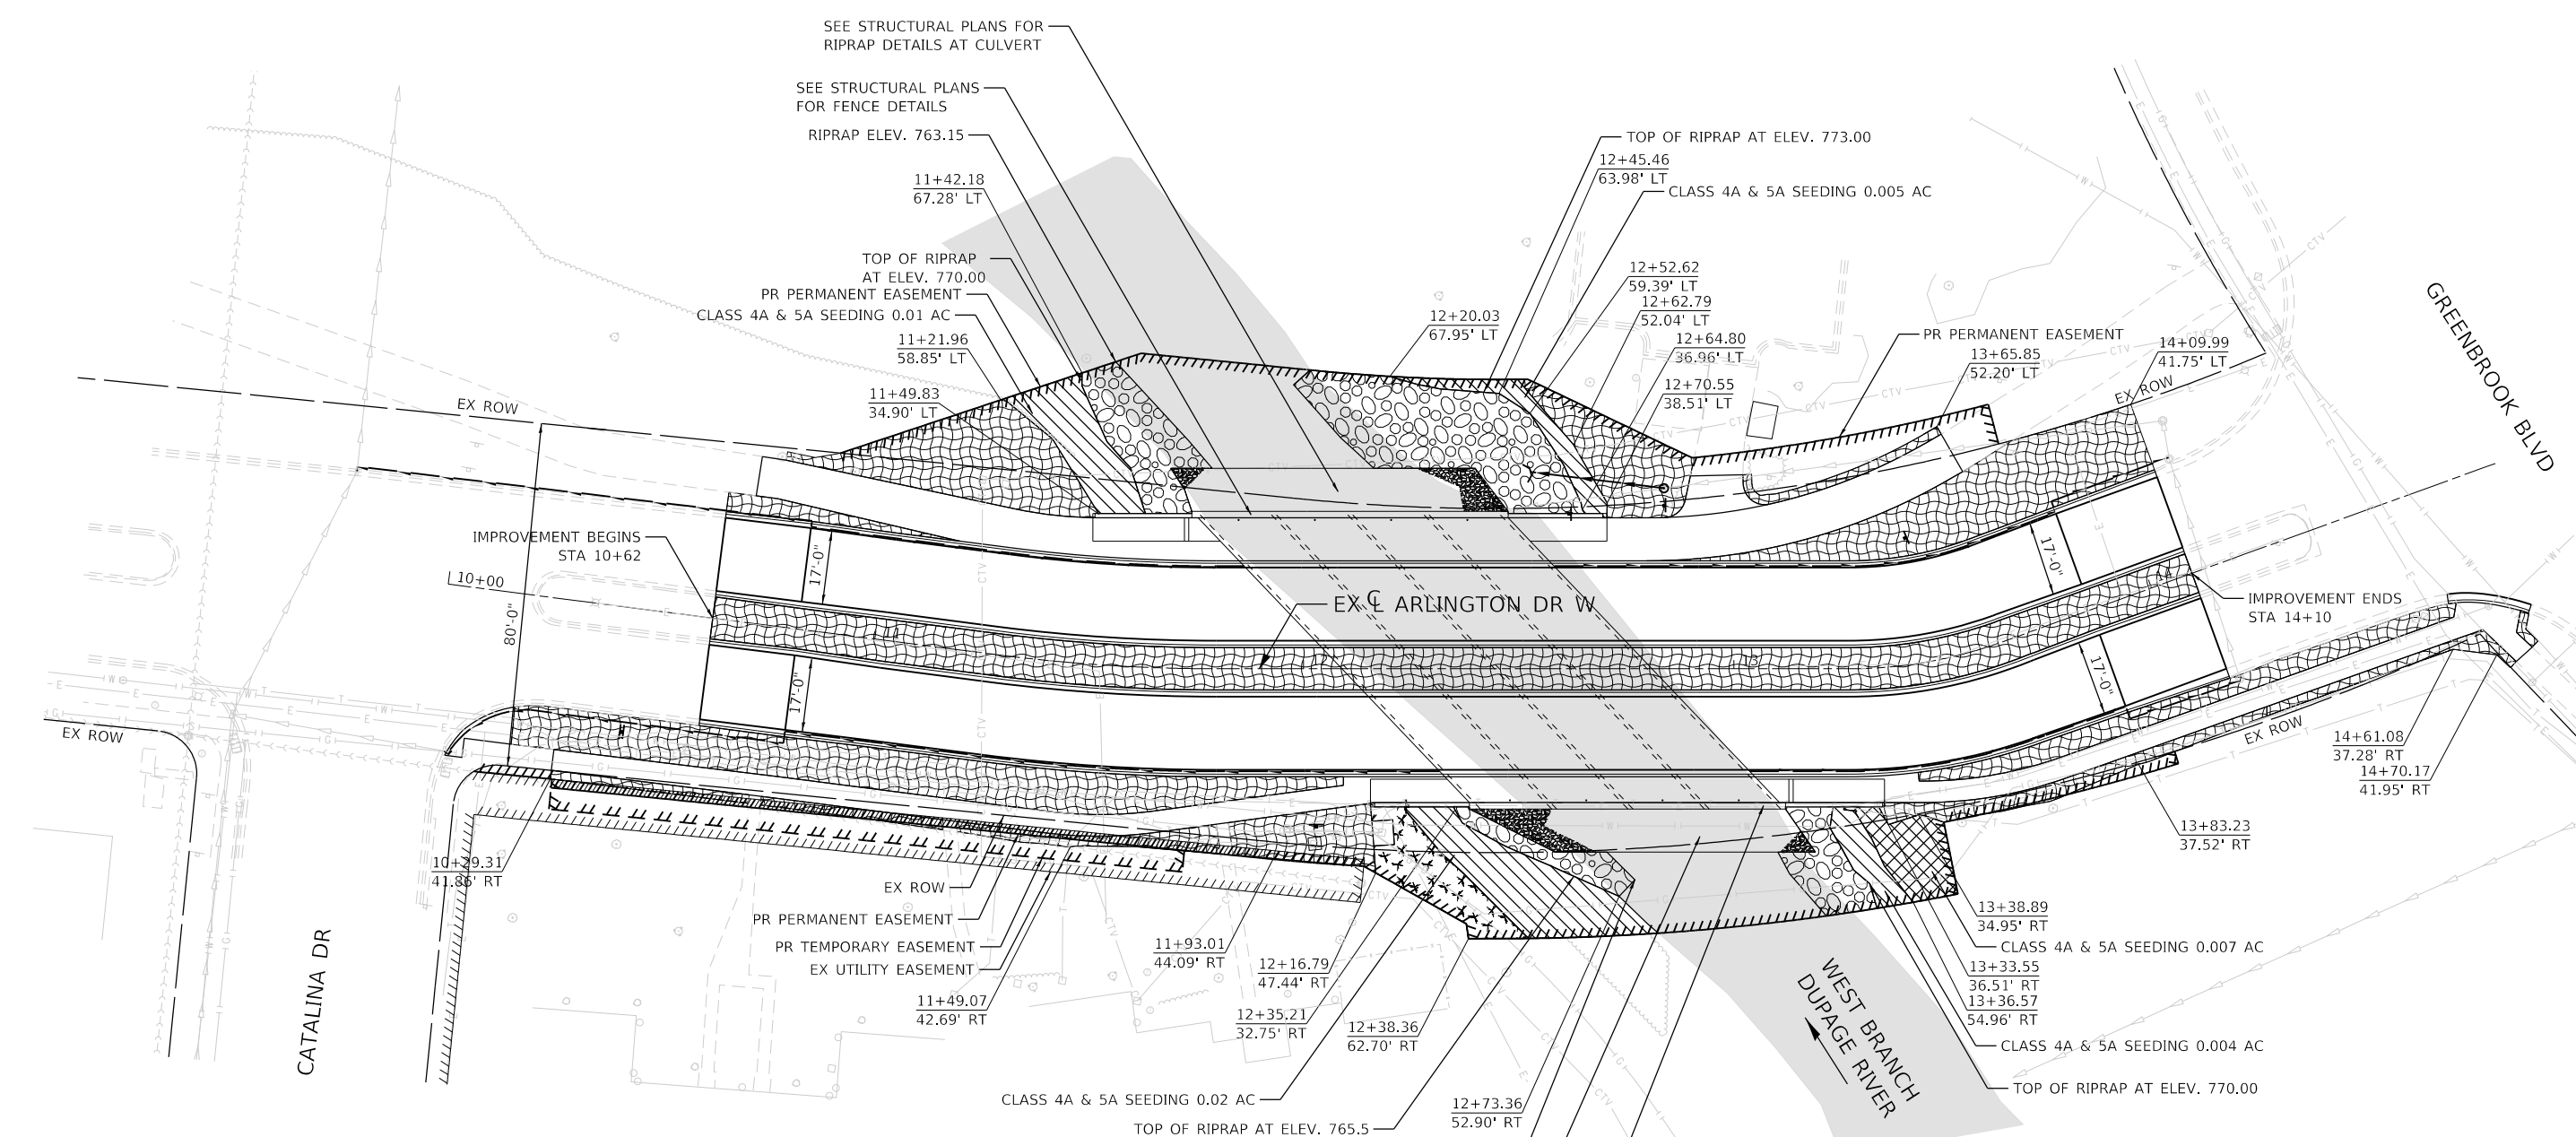 SEE STRUCTURAL PLANS FOR
RIPRAP DETAILS AT CULVERT
SEE STRUCTURAL PLANS
FOR FENCE DETAILS
RIPRAP ELEV. 763.15
11+42.18
67.28' LT
TOP OF RIPRAP
AT ELEV. 770.00
PR PERMANENT EASEMENT
CLASS 4A & 5A SEEDING 0.01 AC
11+21.96
58.85' LT
11+49.83
34.90' LT
TOP OF RIPRAP AT ELEV. 773.00
12+45.46
63.98' LT
CLASS 4A & 5A SEEDING 0.005 AC
12+52.62
59.39' LT
12+62.79
52.04' LT
12+20.03
67.95' LT
12+64.80
36.96' LT
12+70.55
38.51' LT
PR PERMANENT EASEMENT
13+65.85
52.20' LT
14+09.99
41.75' LT
EX ROW
GREENBROOK BLVD
EX ROW
IMPROVEMENT BEGINS
STA 10+62
10+00
80'-0"
17'-0"
17'-0"
11
12
13
14
EX ℄ ARLINGTON DR W
17'-0"
17'-0"
IMPROVEMENT ENDS
STA 14+10
EX ROW
EX ROW
14+61.08
37.28' RT
14+70.17
41.95' RT
13+83.23
37.52' RT
10+29.31
41.86' RT
EX ROW
PR PERMANENT EASEMENT
PR TEMPORARY EASEMENT
EX UTILITY EASEMENT
11+49.07
42.69' RT
11+93.01
44.09' RT
12+16.79
47.44' RT
12+35.21
32.75' RT
12+38.36
62.70' RT
CLASS 4A & 5A SEEDING 0.02 AC
TOP OF RIPRAP AT ELEV. 765.5
12+73.36
52.90' RT
13+38.89
34.95' RT
CLASS 4A & 5A SEEDING 0.007 AC
13+33.55
36.51' RT
13+36.57
54.96' RT
CLASS 4A & 5A SEEDING 0.004 AC
TOP OF RIPRAP AT ELEV. 770.00
WEST BRANCH
DUPAGE RIVER
CATALINA DR
CTV
CTV
CTV
CTV